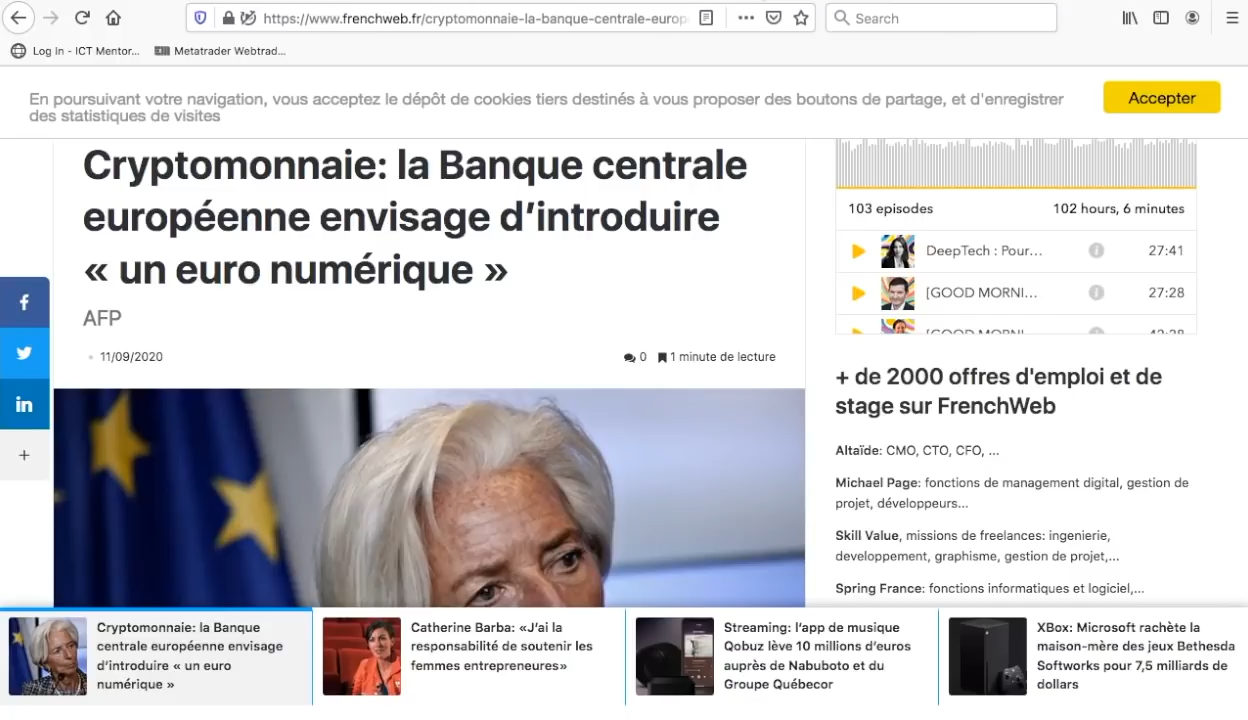 https://www.frenchweb.fr/cryptomonnaie-la-banque-centrale-europ
Search
Log In - ICT Mentor...
Metatrader Webtrad...
En poursuivant votre navigation, vous acceptez le dépôt de cookies tiers destinés à vous proposer des boutons de partage, et d'enregistrer
des statistiques de visites
Accepter
Cryptomonnaie: la Banque centrale
européenne envisage d’introduire
« un euro numérique »
AFP
11/09/2020
0
1 minute de lecture
103 episodes
102 hours, 6 minutes
DeepTech : Pour...
27:41
[GOOD MORNI...
27:28
[GOOD MORNI...
+ de 2000 offres d'emploi et de
stage sur FrenchWeb
Altaïde: CMO, CTO, CFO, ...
Michael Page: fonctions de management digital, gestion de
projet, développeurs...
Skill Value, missions de freelances: ingenierie,
developpement, graphisme, gestion de projet,...
Spring France: fonctions informatiques et logiciel,...
Cryptomonnaie: la Banque
centrale européenne envisage
d’introduire « un euro
numérique »
Catherine Barba: «J’ai la
responsabilité de soutenir les
femmes entrepreneures»
Streaming: l’app de musique
Qobuz lève 10 millions d’euros
auprès de Nabuboto et du
Groupe Québecor
XBox: Microsoft rachète la
maison-mère des jeux Bethesda
Softworks pour 7,5 milliards de
dollars